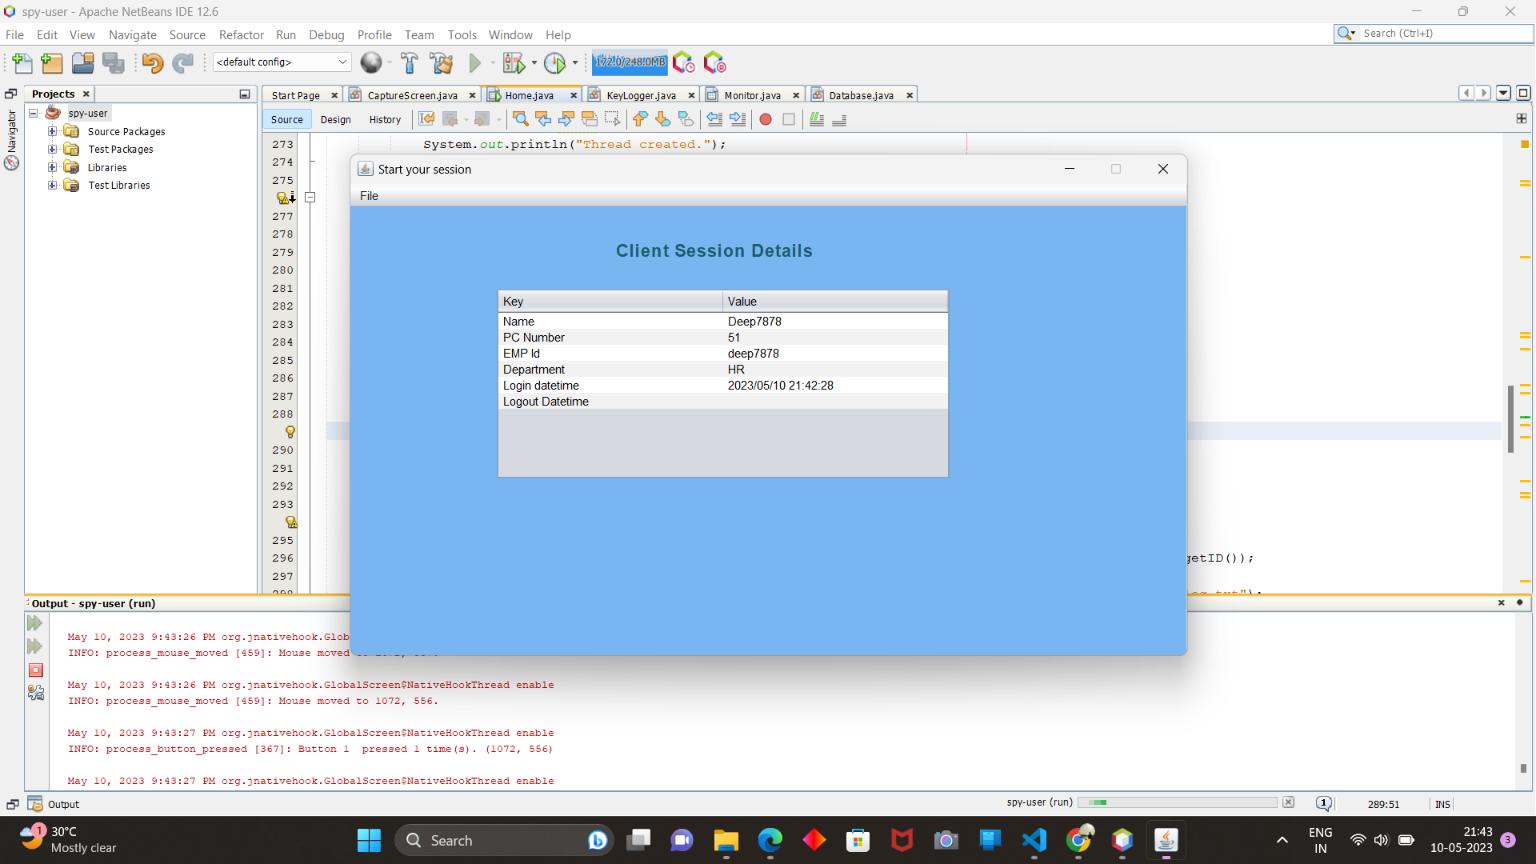 spy-user - Apache NetBeans IDE 12.6
File Edit View Navigate Source Refactor Run Debug Profile Team Tools Window Help
Search (Ctrl+I)
<default config>
172.0/248.0MB
Projects
Start Page CaptureScreen.java Home.java KeyLogger.java Monitor.java Database.java
Navigator
spy-user
Source Packages
Test Packages
Libraries
Test Libraries
Source Design History
273 System.out.println("Thread created.");
274
275
277
278
279
280
281
282
283
284
285
286
287
288
290
291
292
293
295
296 getID());
297
Start your session
File
Client Session Details
Key Value
Name Deep7878
PC Number 51
EMP Id deep7878
Department HR
Login datetime 2023/05/10 21:42:28
Logout Datetime
Output - spy-user (run)
May 10, 2023 9:43:26 PM org.jnativehook.Glob
INFO: process_mouse_moved [459]: Mouse moved
May 10, 2023 9:43:26 PM org.jnativehook.GlobalScreen$NativeHookThread enable
INFO: process_mouse_moved [459]: Mouse moved to 1072, 556.
May 10, 2023 9:43:27 PM org.jnativehook.GlobalScreen$NativeHookThread enable
INFO: process_button_pressed [367]: Button 1 pressed 1 time(s). (1072, 556)
May 10, 2023 9:43:27 PM org.jnativehook.GlobalScreen$NativeHookThread enable
Output
spy-user (run)
1
289:51 INS
1
30°C
Mostly clear
Search
ENG
IN
21:43
10-05-2023
3